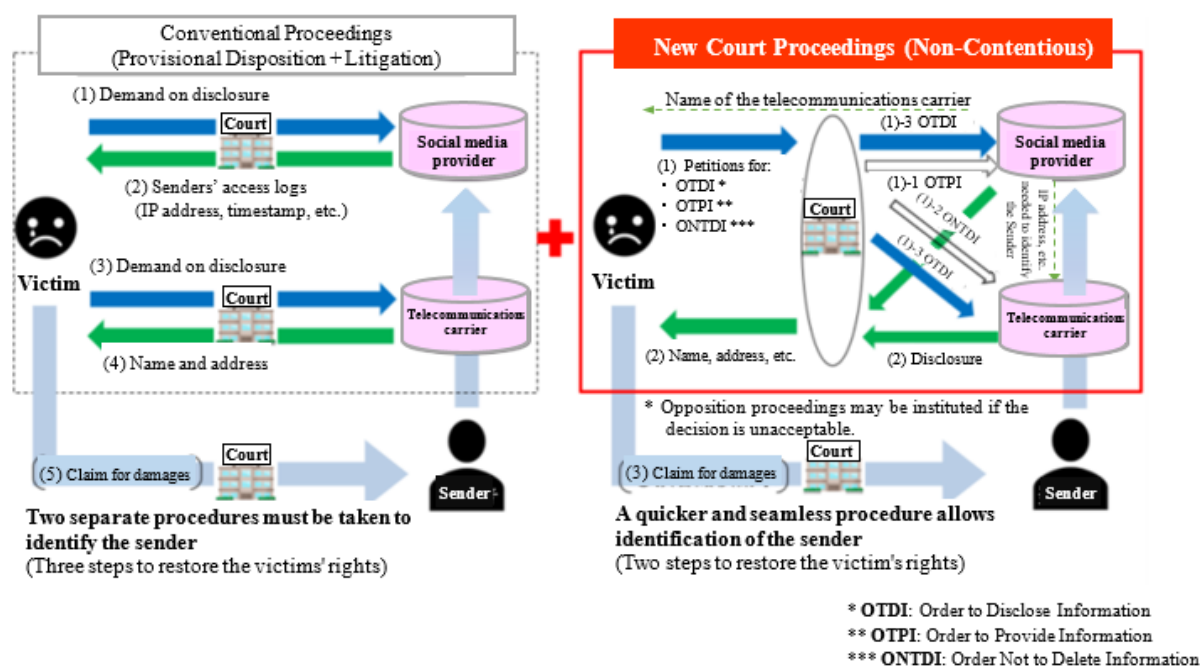 Conventional Proceedings
(Provisional Disposition + Litigation)
(1) Demand on disclosure
Court
Social media
provider
(2) Senders' access logs
(IP address, timestamp, etc.)
Victim
(3) Demand on disclosure
Court
Telecommunications
carrier
(4) Name and address
(5) Claim for damages
Court
Sender
Two separate procedures must be taken to
identify the sender
(Three steps to restore the victims' rights)
New Court Proceedings (Non-Contentious)
Name of the telecommunications carrier
(1)-3 OTDI
Social media
provider
(1) Petitions for:
・ OTDI *
・ OTPI **
・ ONTDI ***
(1)-1 OTPI
Court
(1)-2 ONTDI
(1)-3 OTDI
IP address, etc.
needed to identify
the Sender
Victim
Telecommunications
carrier
(2) Name, address, etc.
(2) Disclosure
* Opposition proceedings may be instituted if the
decision is unacceptable.
(3) Claim for damages
Court
Sender
A quicker and seamless procedure allows
identification of the sender
(Two steps to restore the victim's rights)
* OTDI: Order to Disclose Information
** OTPI: Order to Provide Information
*** ONTDI: Order Not to Delete Information